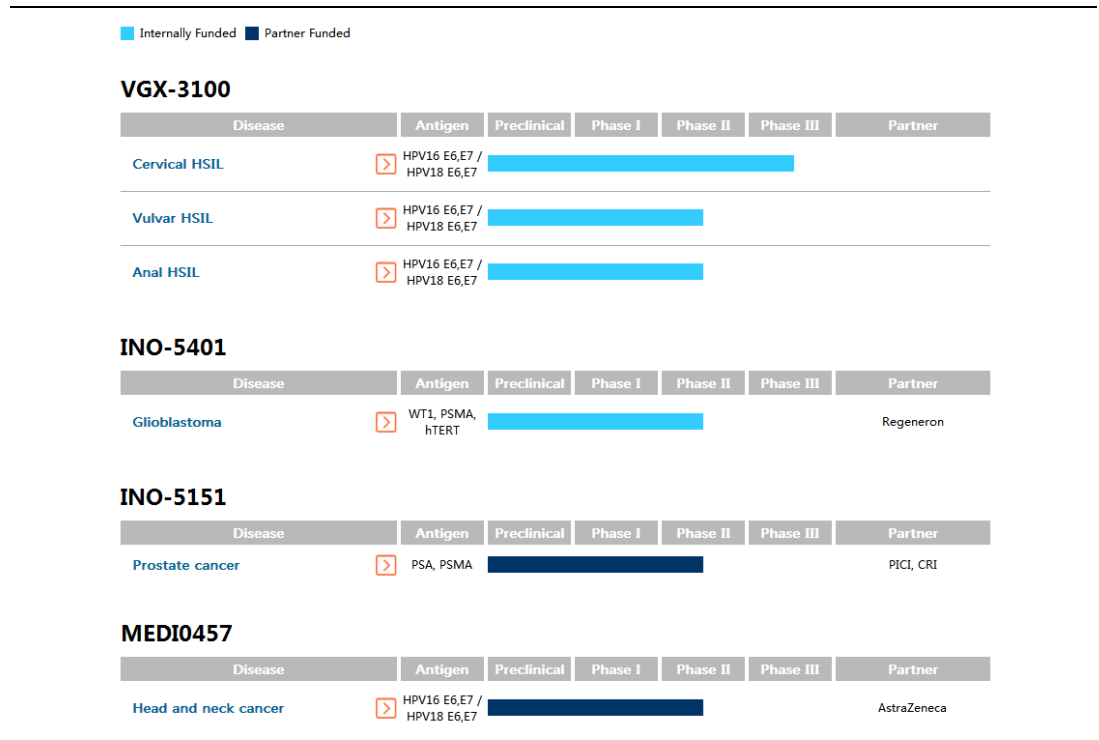 Internally Funded Partner Funded
VGX-3100
Disease Antigen Preclinical Phase I Phase II Phase III Partner
Cervical HSIL HPV16 E6,E7 /
HPV18 E6,E7
Vulvar HSIL HPV16 E6,E7 /
HPV18 E6,E7
Anal HSIL HPV16 E6,E7 /
HPV18 E6,E7
INO-5401
Disease Antigen Preclinical Phase I Phase II Phase III Partner
Glioblastoma WT1, PSMA, Regeneron
hTERT
INO-5151
Disease Antigen Preclinical Phase I Phase II Phase III Partner
Prostate cancer PSA, PSMA PICI, CRI
MEDI0457
Disease Antigen Preclinical Phase I Phase II Phase III Partner
Head and neck cancer HPV16 E6,E7 / AstraZeneca
HPV18 E6,E7